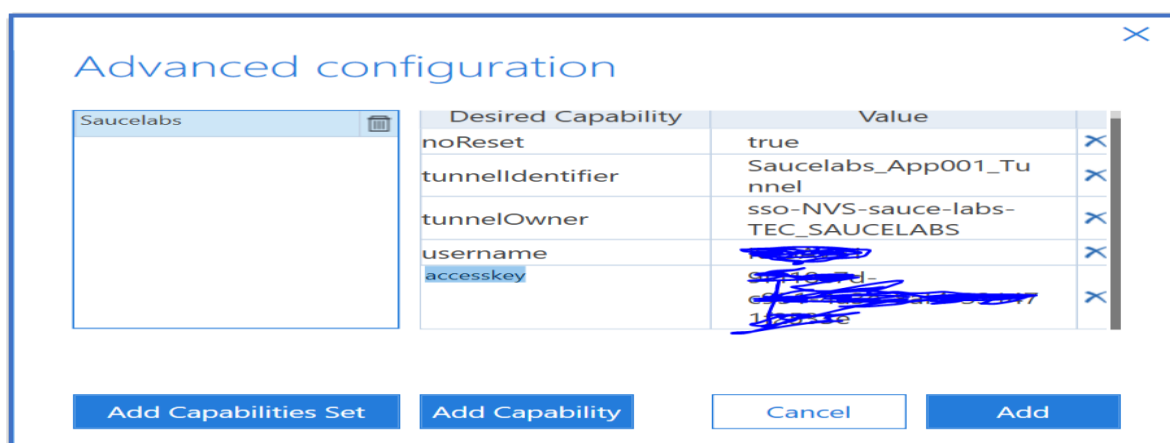 Advanced configuration
Saucelabs
Desired Capability Value
noReset true
tunnelIdentifier Saucelabs_App001_Tu
nnel
tunnelOwner sso-NVS-sauce-labs-
TEC_SAUCELABS
username
accesskey
Add Capabilities Set Add Capability Cancel Add